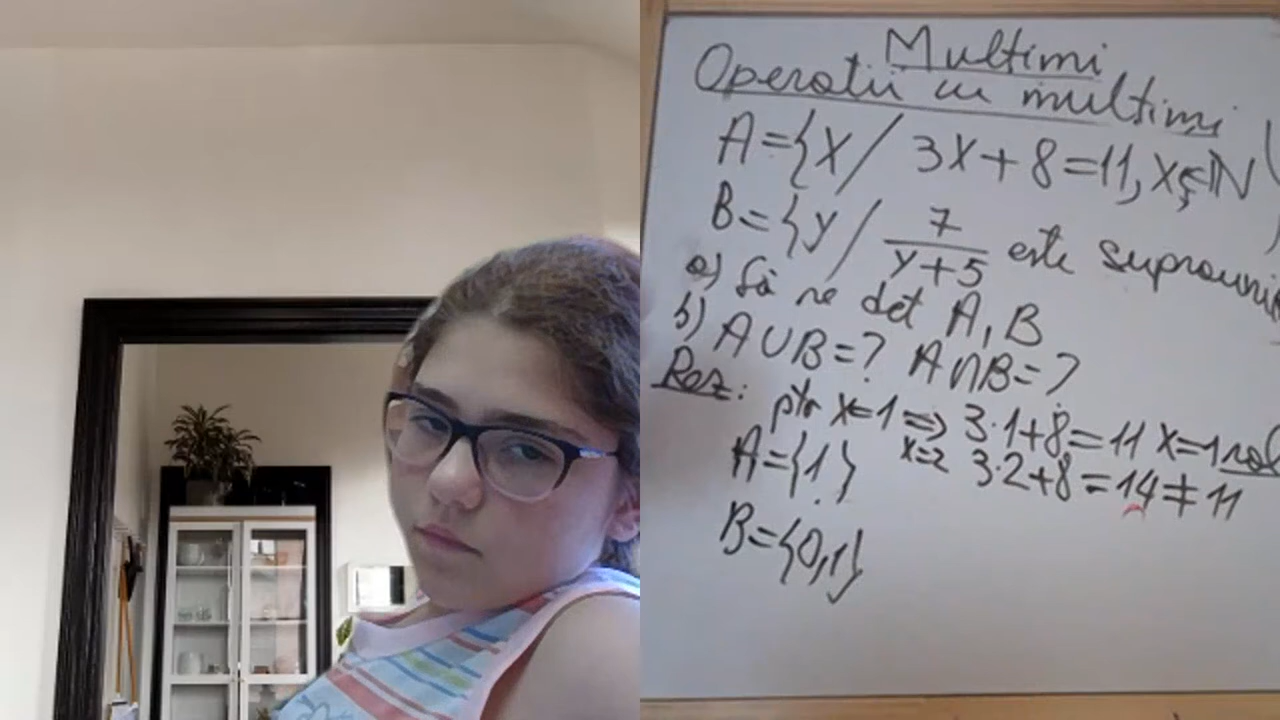 Multimi
Operatii cu multimi
A={X/ 3X+8=11, X∈ℕ
B={y/ 7/(y+5) este supraunit
a) Să se det A, B
b) A∪B=? A∩B=?
Rez: ptr x=1 => 3·1+8=11 x=1 sol
A={1} x=2 3·2+8=14≠11
B={0,1}